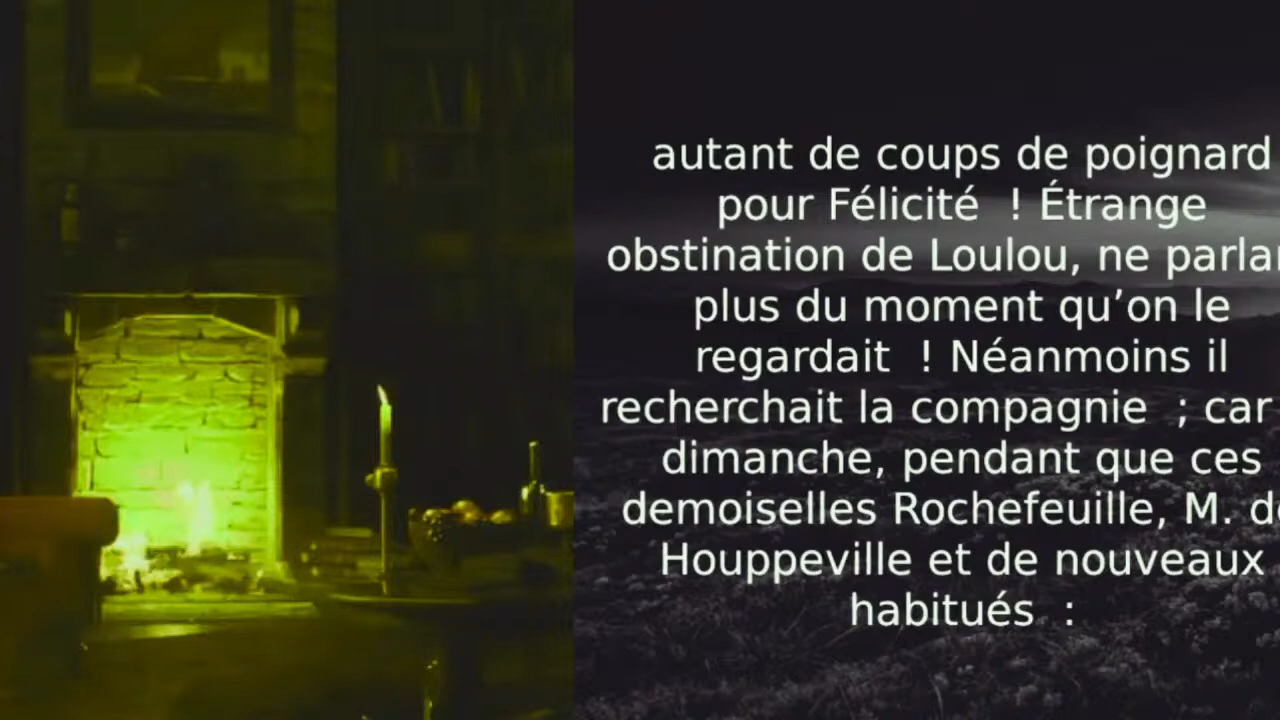 autant de coups de poignard
pour Félicité  ! Étrange
obstination de Loulou, ne
plus du moment qu’on le
regardait  ! Néanmoins il
recherchait la compagnie  ; car
dimanche, pendant que ces
demoiselles Rochefeuille, M.
Houppeville et de nouveaux
habitués  :